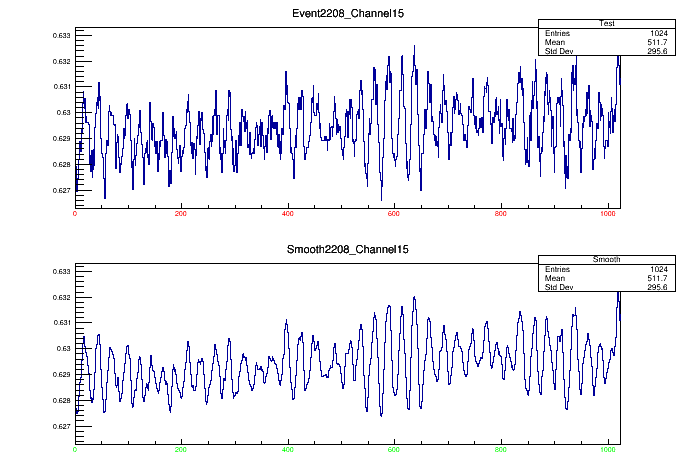 Event2208_Channel15
Test
Entries 1024
Mean 511.7
Std Dev 295.6
0.633
0.632
0.631
0.63
0.629
0.628
0.627
0 200 400 600 800 1000
Smooth2208_Channel15
Smooth
Entries 1024
Mean 511.7
Std Dev 295.6
0.633
0.632
0.631
0.63
0.629
0.628
0.627
0 200 400 600 800 1000